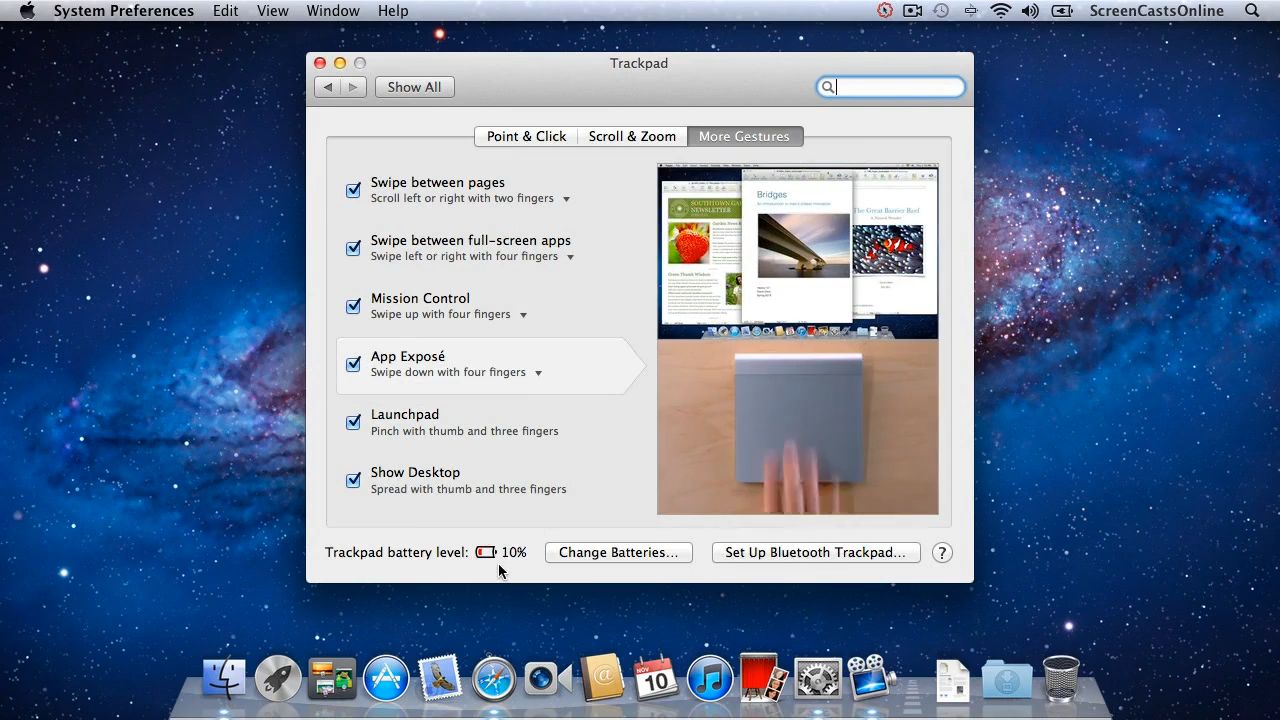 System Preferences Edit View Window Help ScreenCastsOnline
Trackpad
Show All
Point & Click Scroll & Zoom More Gestures
Swipe between pages
Scroll left or right with two fingers
Swipe between full-screen apps
Swipe left or right with four fingers
Mission Control
Swipe up with four fingers
App Exposé
Swipe down with four fingers
Launchpad
Pinch with thumb and three fingers
Show Desktop
Spread with thumb and three fingers
SOUTHTOWN
NEWSLETTER
Bridges
The Great Barrier Reef
Trackpad battery level: 10% Change Batteries... Set Up Bluetooth Trackpad... ?
NOV
10